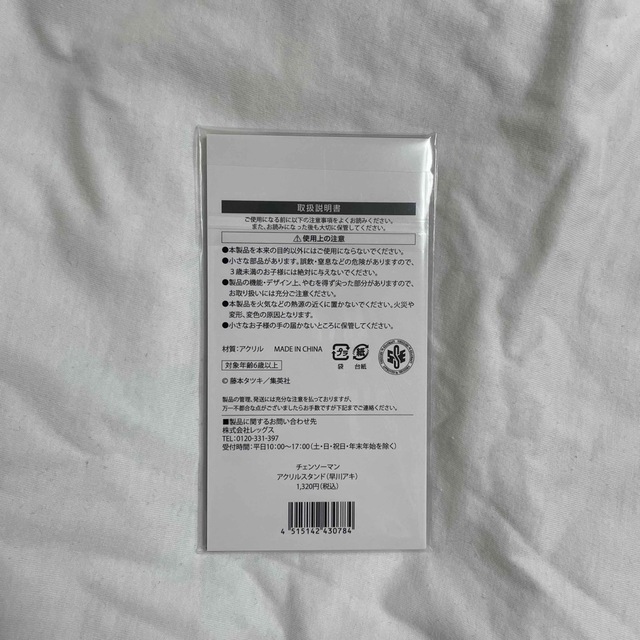 取扱説明書
ご使用になる前に以下の注意事項をよくお読みください。
また、お読みになった後も大切に保管してください。
⚠使用上の注意
●本製品を本来の目的以外にはご使用にならないでください。
●小さな部品があります。誤飲・窒息などの危険がありますので、
3歳未満のお子様には絶対に与えないでください。
●製品の機能・デザイン上、やむを得ず尖った部分がありますので、
お取り扱いには充分ご注意ください。
●本製品を火気などの熱源の近くに置かないでください。火災や
変形、変色の原因となります。
●小さなお子様の手の届かないところに保管してください。
材質:アクリル MADE IN CHINA
対象年齢6歳以上
プラ 袋
紙 台紙
© 藤本タツキ/集英社
製品の管理、発送には充分な注意を払っておりますが、
万一不都合な点がございましたらお手数ですが下記までご連絡ください。
■製品に関するお問い合わせ先
株式会社レッグス
TEL:0120-331-397
受付時間:平日10:00~17:00(土・日・祝日・年末年始を除く)
チェンソーマン
アクリルスタンド(早川アキ)
1,320円(税込)
4 515142 430784